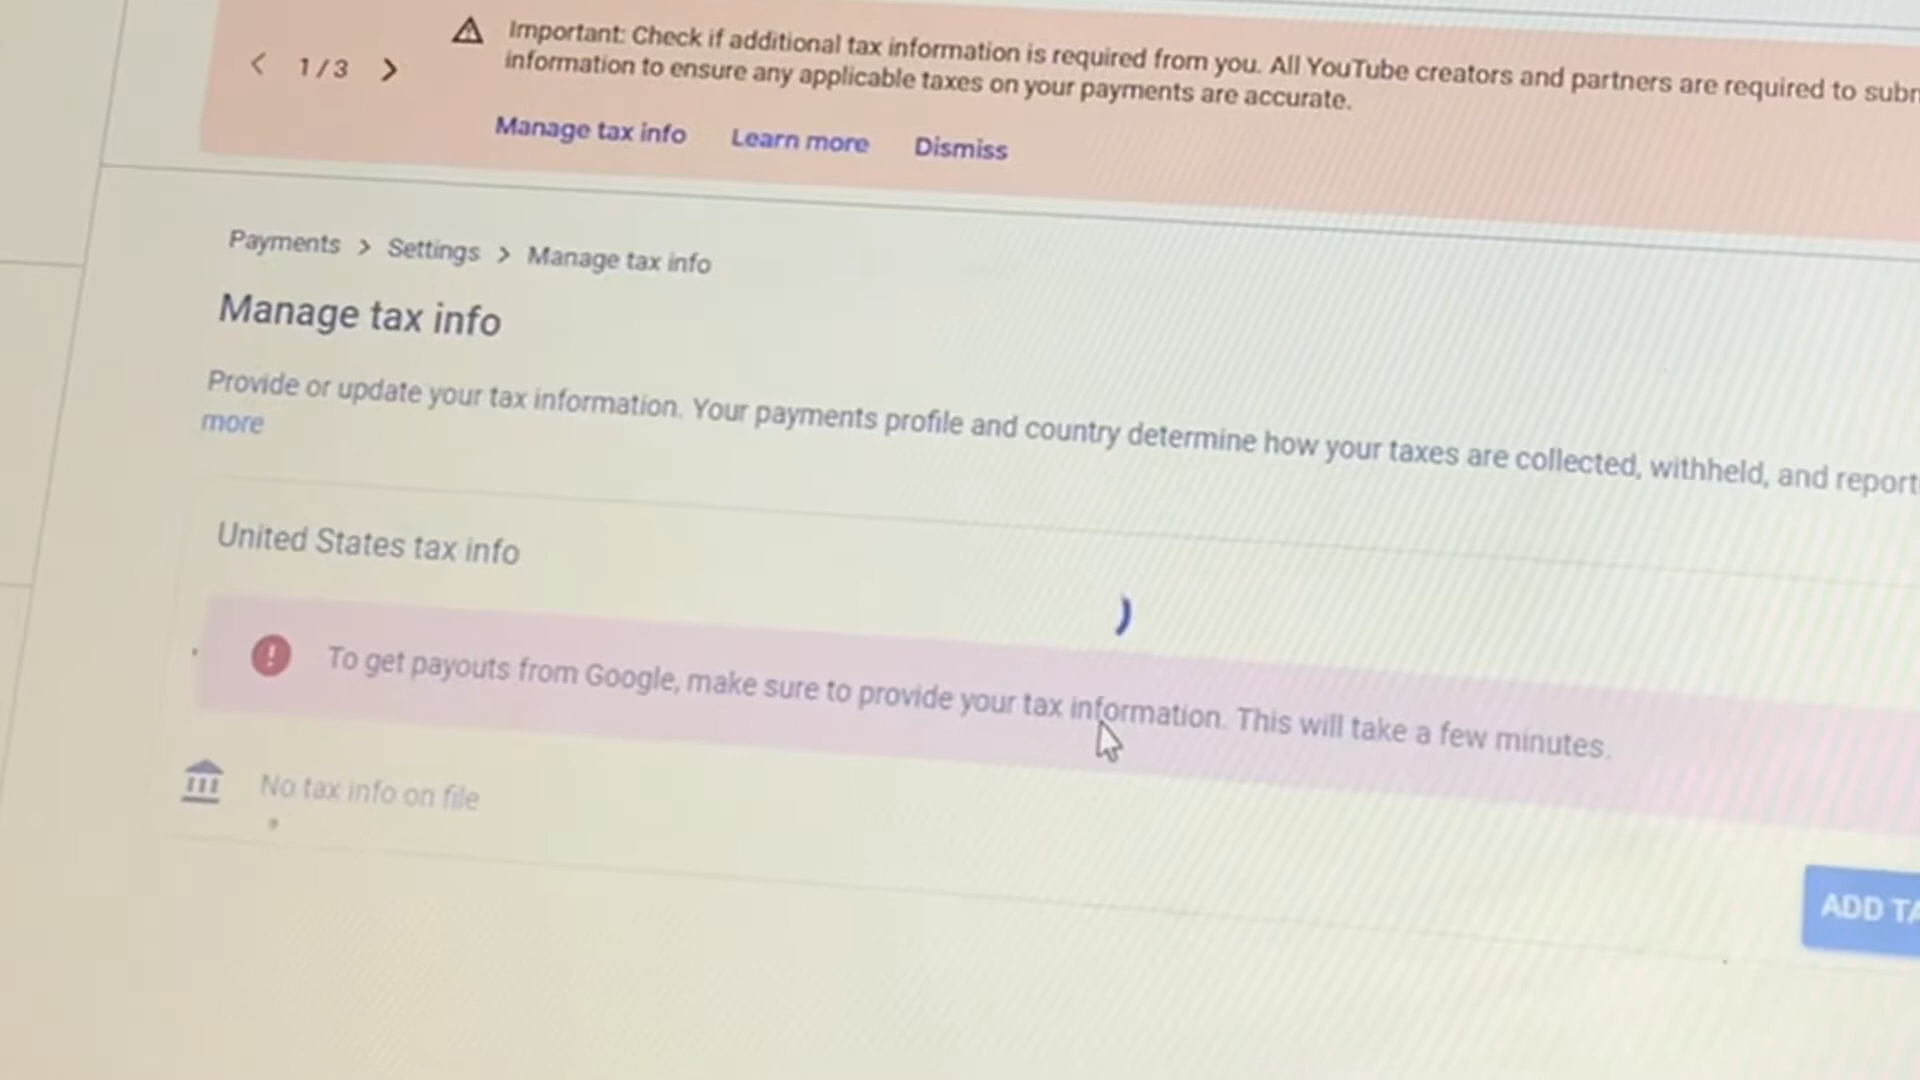 < 1 / 3 >
Important: Check if additional tax information is required from you. All YouTube creators and partners are required to
information to ensure any applicable taxes on your payments are accurate.
Manage tax info Learn more Dismiss
Payments > Settings > Manage tax info
Manage tax info
Provide or update your tax information. Your payments profile and country determine how your taxes are collected, withheld, and
more
United States tax info
To get payouts from Google, make sure to provide your tax information. This will take a few minutes.
No tax info on file
ADD